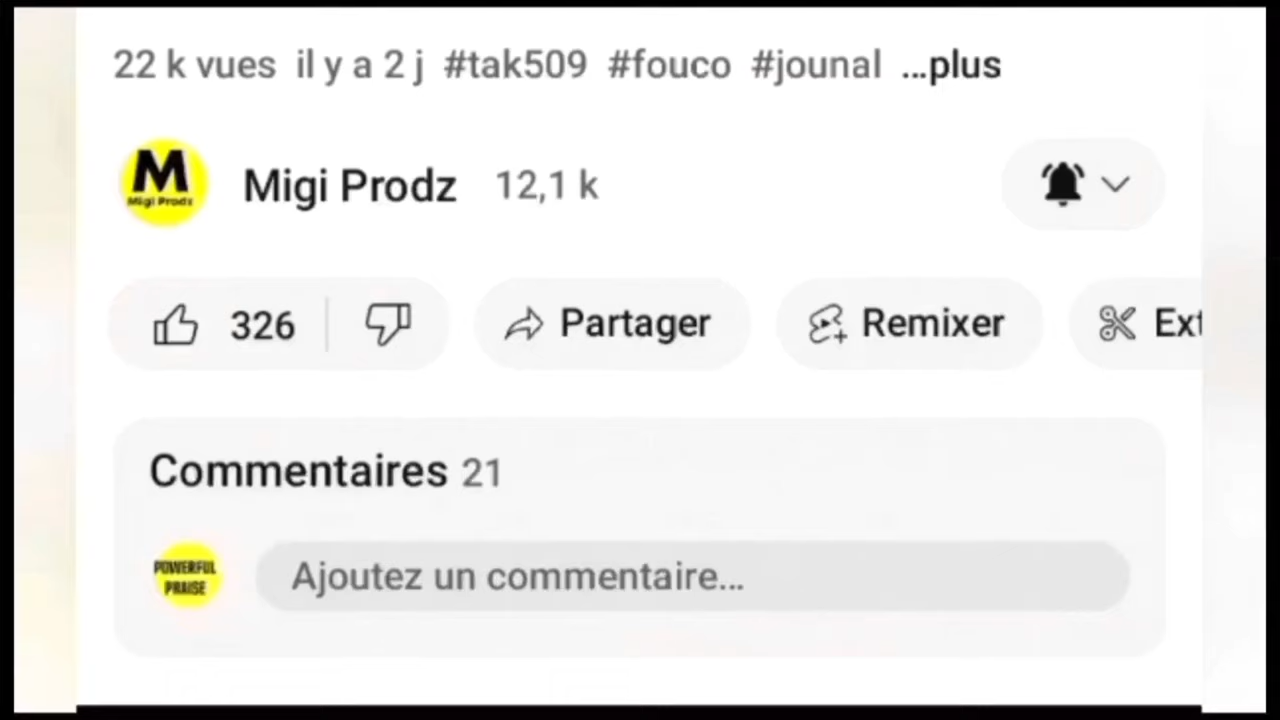 22 k vues il y a 2 j #tak509 #fouco #jounal ...plus
M
Migi Prodz
Migi Prodz 12,1 k
326
Partager
Remixer
Ext
Commentaires 21
POWERFUL
PRAISE
Ajoutez un commentaire...